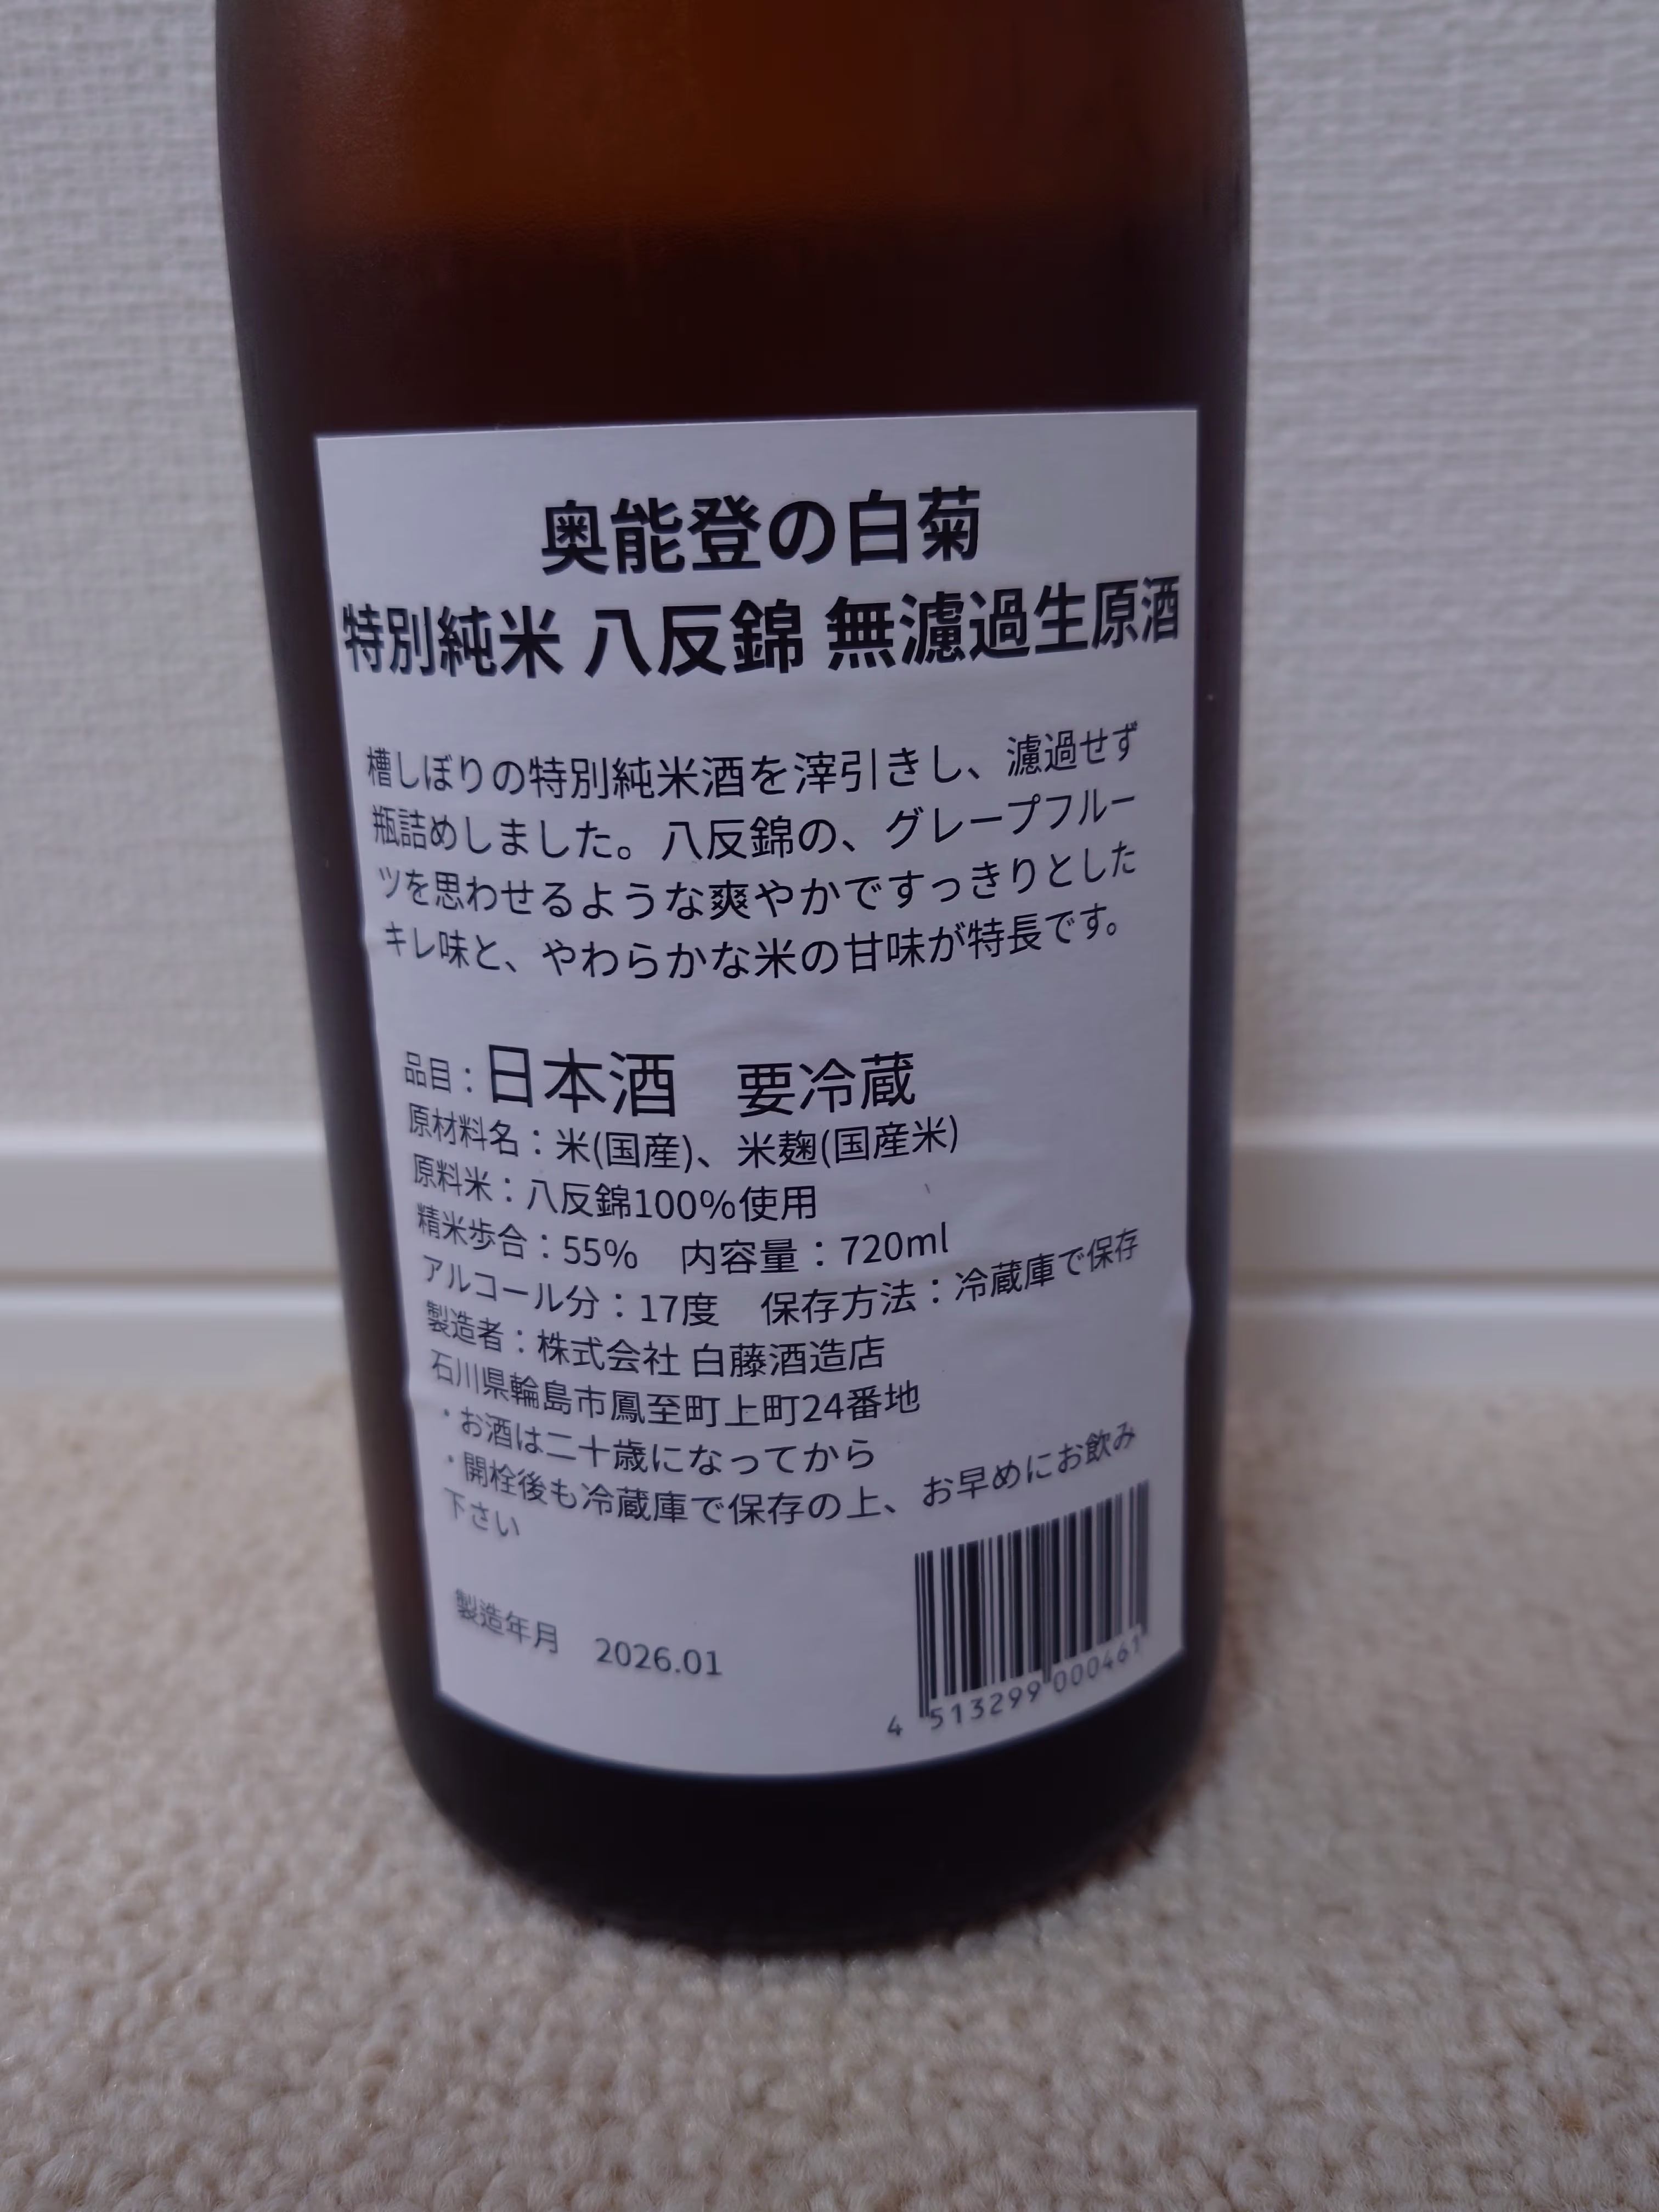 奥能登の白菊
特別純米 八反錦 無濾過生原酒
槽しぼりの特別純米酒を滓引きし、濾過せず
瓶詰めしました。八反錦の、グレープフルー
ツを思わせるような爽やかですっきりとした
キレ味と、やわらかな米の甘味が特長です。
品目：日本酒　要冷蔵
原材料名：米(国産)、米麹(国産米)
原料米：八反錦100%使用
精米歩合：55%　内容量：720ml
アルコール分：17度　保存方法：冷蔵庫で保存
製造者：株式会社 白藤酒造店
石川県輪島市鳳至町上町24番地
・お酒は二十歳になってから
・開栓後も冷蔵庫で保存の上、お早めにお飲み
下さい
製造年月　2026.01
4 513299 000461